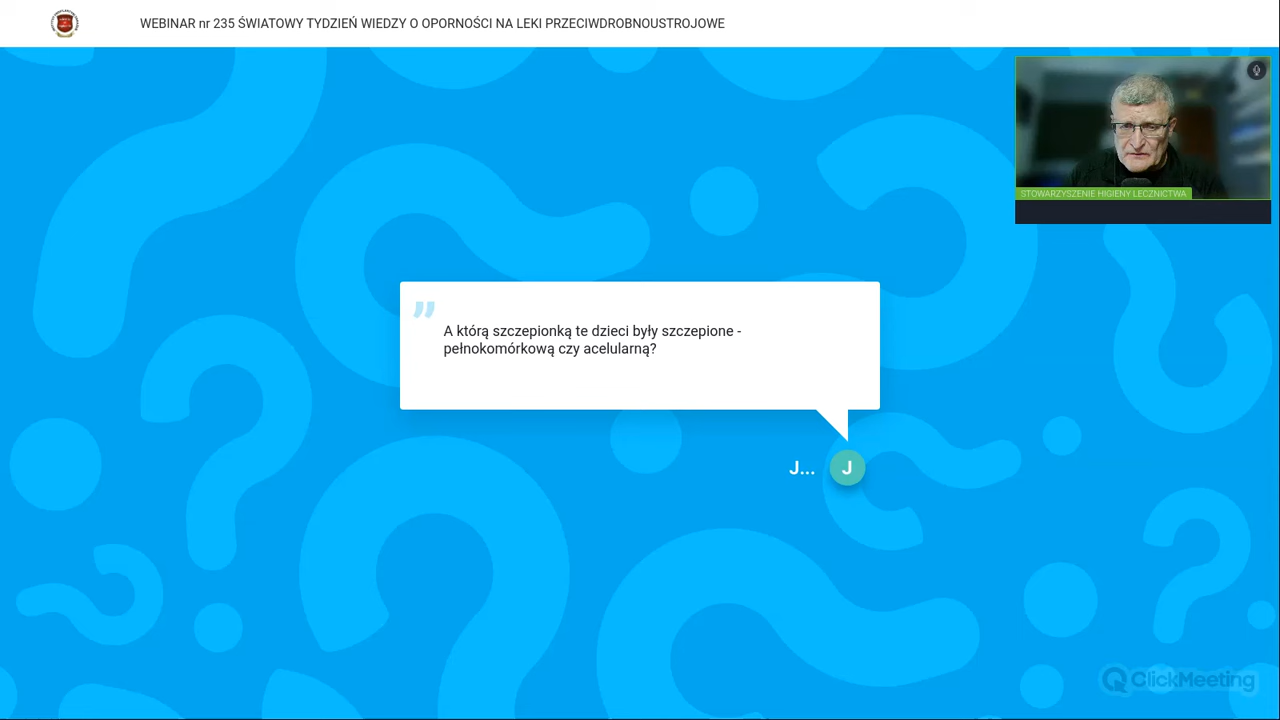 WEBINAR nr 235 ŚWIATOWY TYDZIEŃ WIEDZY O OPORNOŚCI NA LEKI PRZECIWDROBNOUSTROJOWE
STOWARZYSZENIE HIGIENY LECZNICTWA
A którą szczepionką te dzieci były szczepione -
pełnokomórkową czy acelularną?
J... J
ClickMeeting